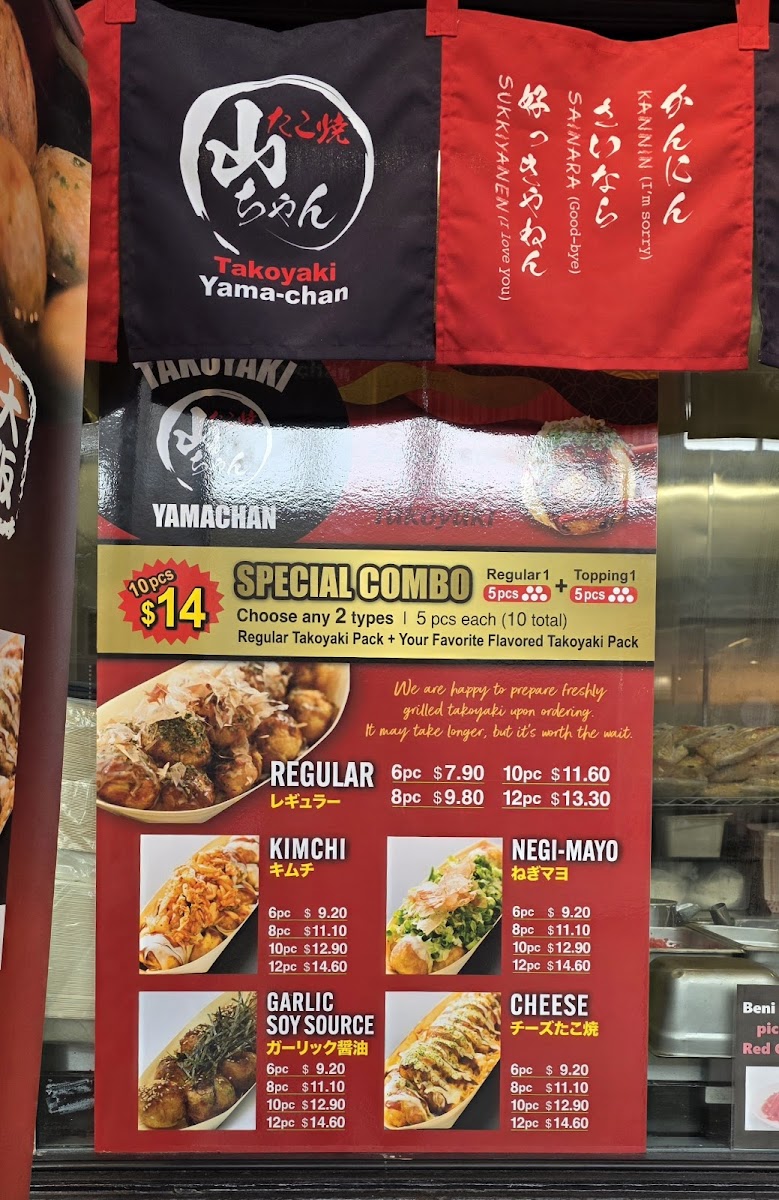 たこ焼
山
ちゃん
Takoyaki
Yama-chan
かんにん
KANNIN (I'm sorry)
さいなら
SAINARA (Good-bye)
好っきやねん
SUKKIYANEN (I love you)
大阪
TAKOYAKI
たこ焼
山
ちゃん
YAMACHAN
Takoyaki
10pcs
$14
SPECIAL COMBO
Regular1
5pcs
+
Topping1
5pcs
Choose any 2 types | 5 pcs each (10 total)
Regular Takoyaki Pack + Your Favorite Flavored Takoyaki Pack
We are happy to prepare freshly
grilled takoyaki upon ordering.
It may take longer, but it's worth the wait.
REGULAR
レギュラー
6pc $7.90 10pc $11.60
8pc $9.80 12pc $13.30
KIMCHI
キムチ
6pc $ 9.20
8pc $11.10
10pc $12.90
12pc $14.60
NEGI-MAYO
ねぎマヨ
6pc $ 9.20
8pc $11.10
10pc $12.90
12pc $14.60
GARLIC
SOY SOURCE
ガーリック醤油
6pc $ 9.20
8pc $11.10
10pc $12.90
12pc $14.60
CHEESE
チーズたこ焼
6pc $ 9.20
8pc $11.10
10pc $12.90
12pc $14.60
Beni
pic
Red